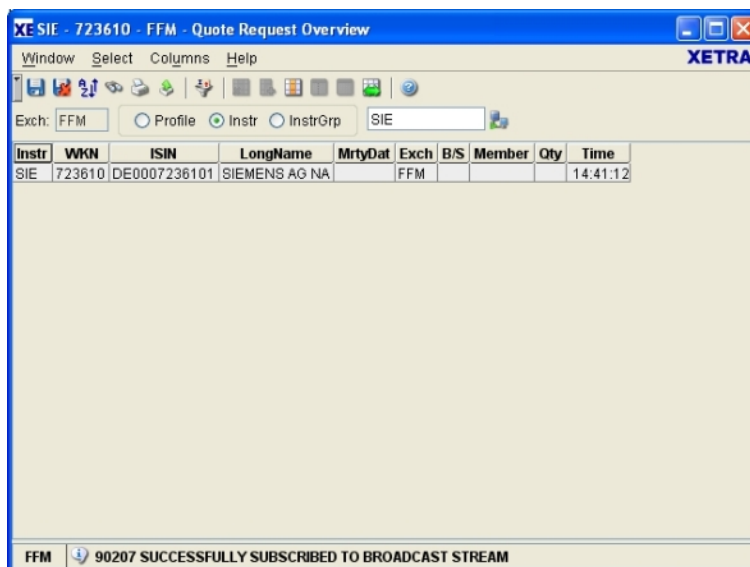 XE SIE - 723610 - FFM - Quote Request Overview
Window Select Columns Help XETRA
Exch: FFM Profile Instr InstrGrp SIE
Instr WKN ISIN LongName MrtyDat Exch B/S Member Qty Time
SIE 723610 DE0007236101 SIEMENS AG NA FFM 14:41:12
FFM 90207 SUCCESSFULLY SUBSCRIBED TO BROADCAST STREAM